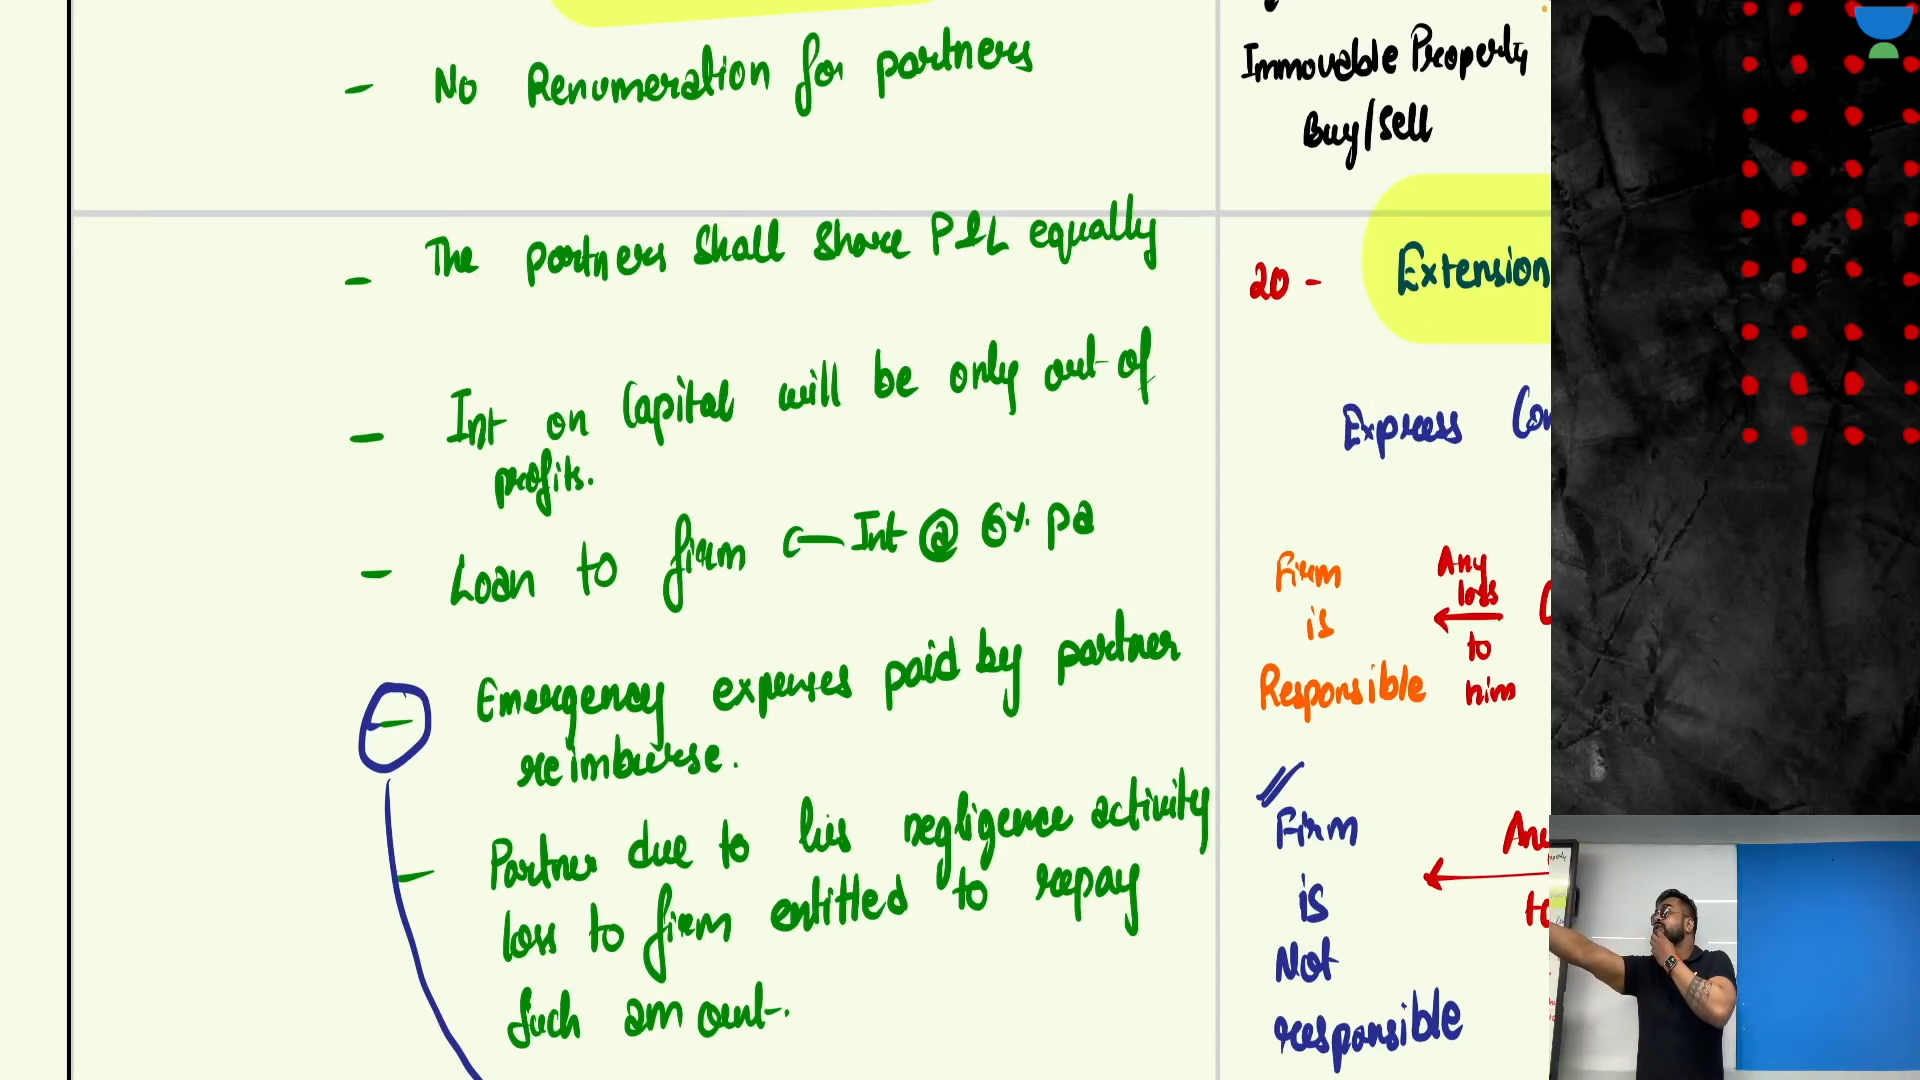 - No Renumeration for partners
- The partners Shall Share P&L equally
- Int on Capital will be only out of
profits.
- Loan to firm Int @ 6% pa
- Emergency expenses paid by partner
reimburse.
- Partner due to his negligence activity
loss to firm entitled to repay
Such amount.
Immovable Property
Buy/Sell
20 - Extension
Express
Firm
is
Responsible
Any
loss
to
him
Firm
is
Not
responsible